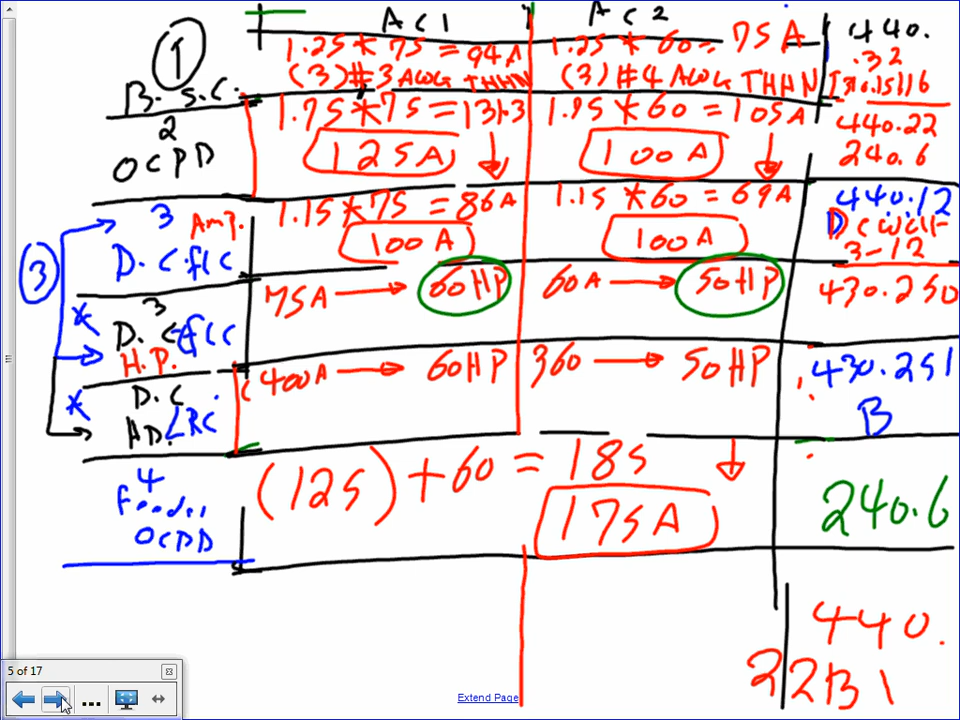 AC1 AC2 440.
1 1.25*75=94A 1.25*60=75A .32
(3)#3 AWG THHN (3)#4 AWG THHN
B.S.C.
2 1.75*75=131.3 1.75*60=105A 440.22
OCPD 125A 100A 240.6
3 Amp. 1.15*75=86A 1.15*60=69A 440.12
3 D.C. flc 100A 100A 3-12
3 75A 60HP 60A 50HP 430.250
D.C flc
H.P.
400A 60HP 360 50HP 430.251
D.C B
LRC
(125)+60=185
4 175A 240.6
Feeder
OCPD
440.
22B1
5 of 17
...
Extend Page